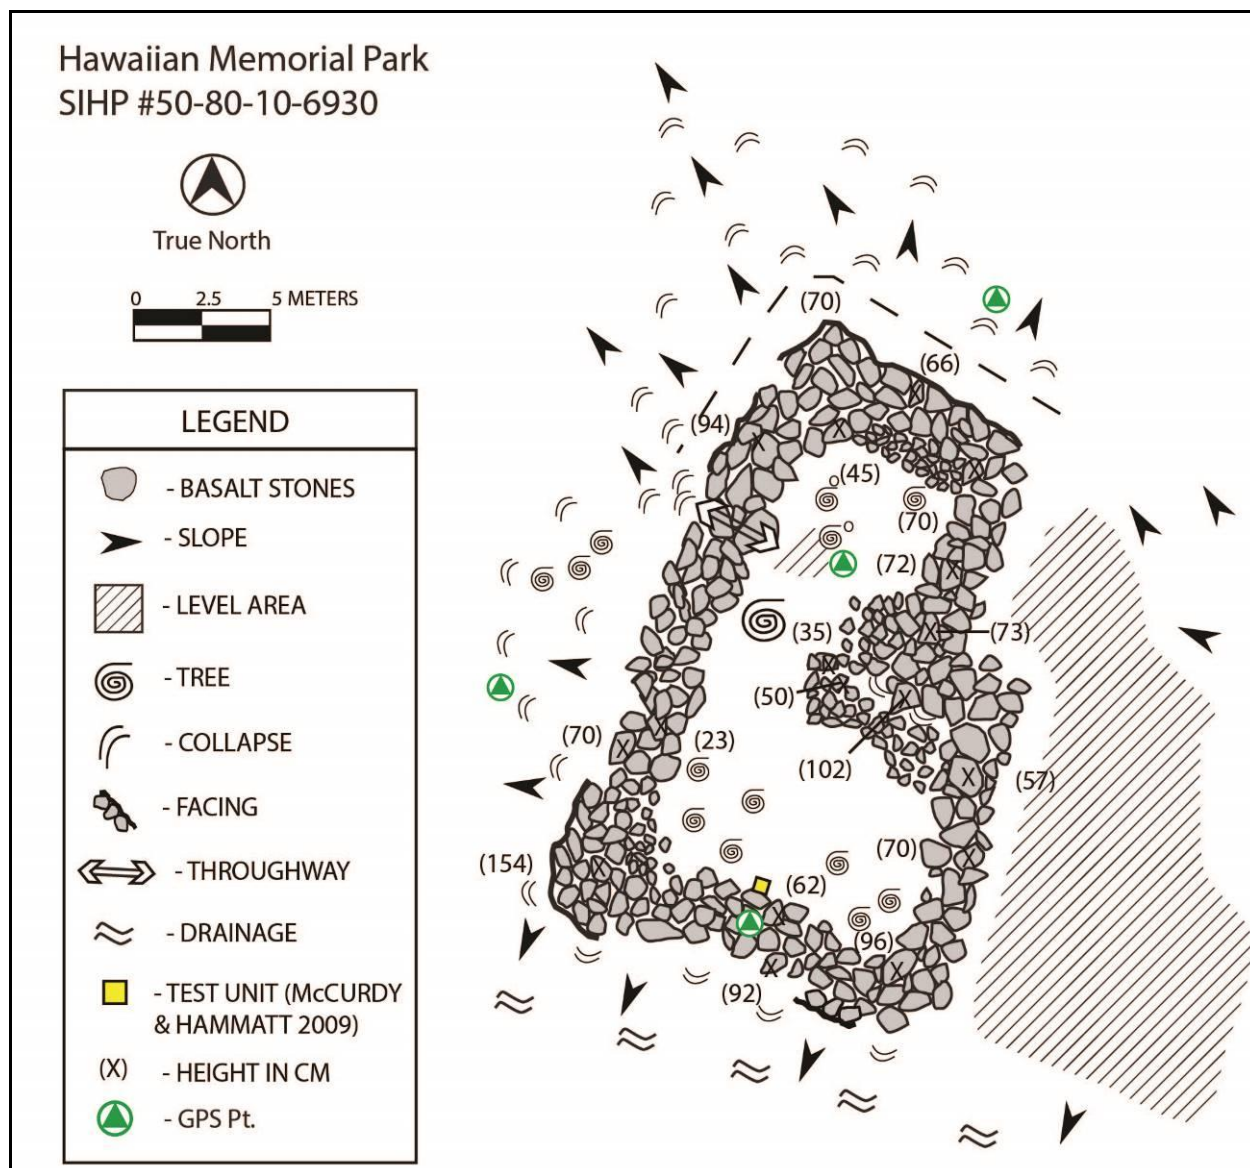 Hawaiian Memorial Park
SIHP #50-80-10-6930
True North
0 2.5 5 METERS
LEGEND
- BASALT STONES
- SLOPE
- LEVEL AREA
- TREE
- COLLAPSE
- FACING
- THROUGHWAY
- DRAINAGE
- TEST UNIT (McCURDY
& HAMMATT 2009)
(X) - HEIGHT IN CM
- GPS Pt.
(70)
(66)
(94)
(45)
(70)
(72)
(35)
(73)
(50)
(70)
(23)
(102)
(57)
(154)
(70)
(62)
(96)
(92)